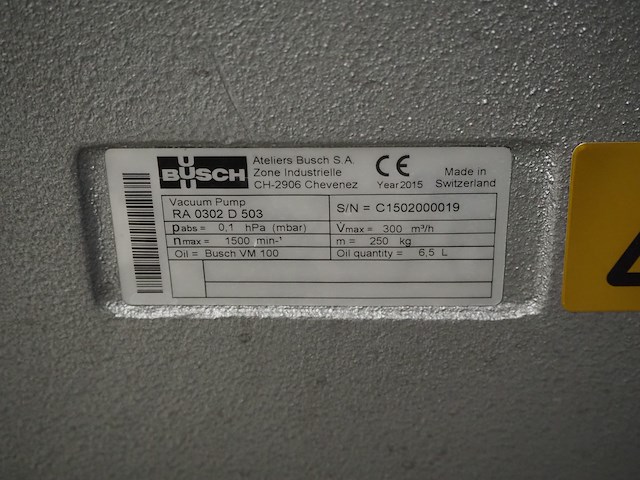 BUSCH
Ateliers Busch S.A.
Zone Industrielle
CH-2906 Chevenez
CE
Year 2015
Made in
Switzerland
Vacuum Pump
RA 0302 D 503
S/N = C1502000019
Pabs = 0,1 hPa (mbar)
Vmax = 300 m³/h
nmax = 1500 min-¹
m = 250 kg
Oil = Busch VM 100
Oil quantity = 6,5 L